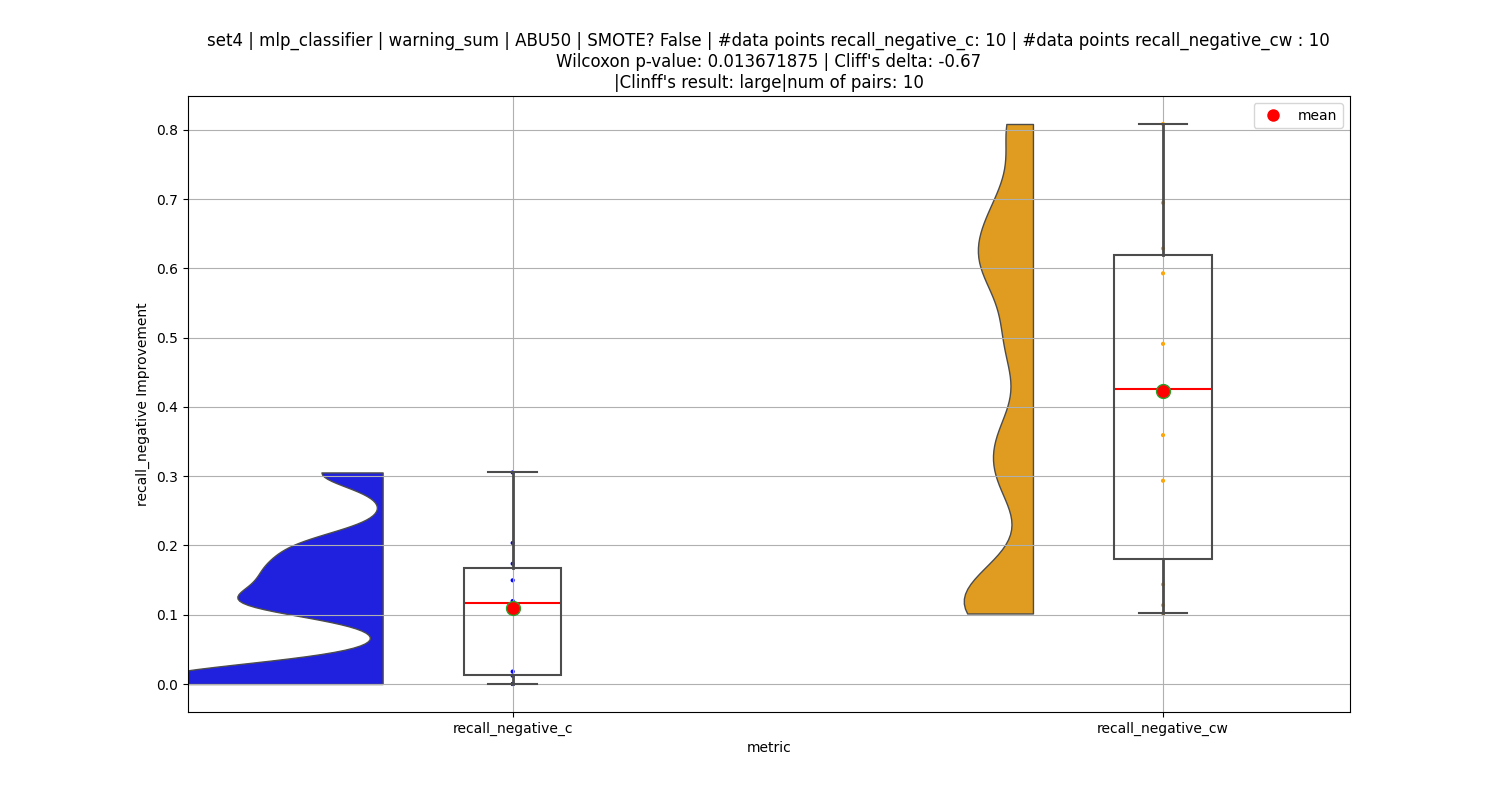 set4 | mlp_classifier | warning_sum | ABU50 | SMOTE? False | #data points recall_negative_c: 10 | #data points recall_negative_cw : 10
Wilcoxon p-value: 0.013671875 | Cliff's delta: -0.67
|Clinff's result: large|num of pairs: 10
mean
0.8
0.7
0.6
0.5
0.4
0.3
0.2
0.1
0.0
recall_negative Improvement
recall_negative_c
recall_negative_cw
metric